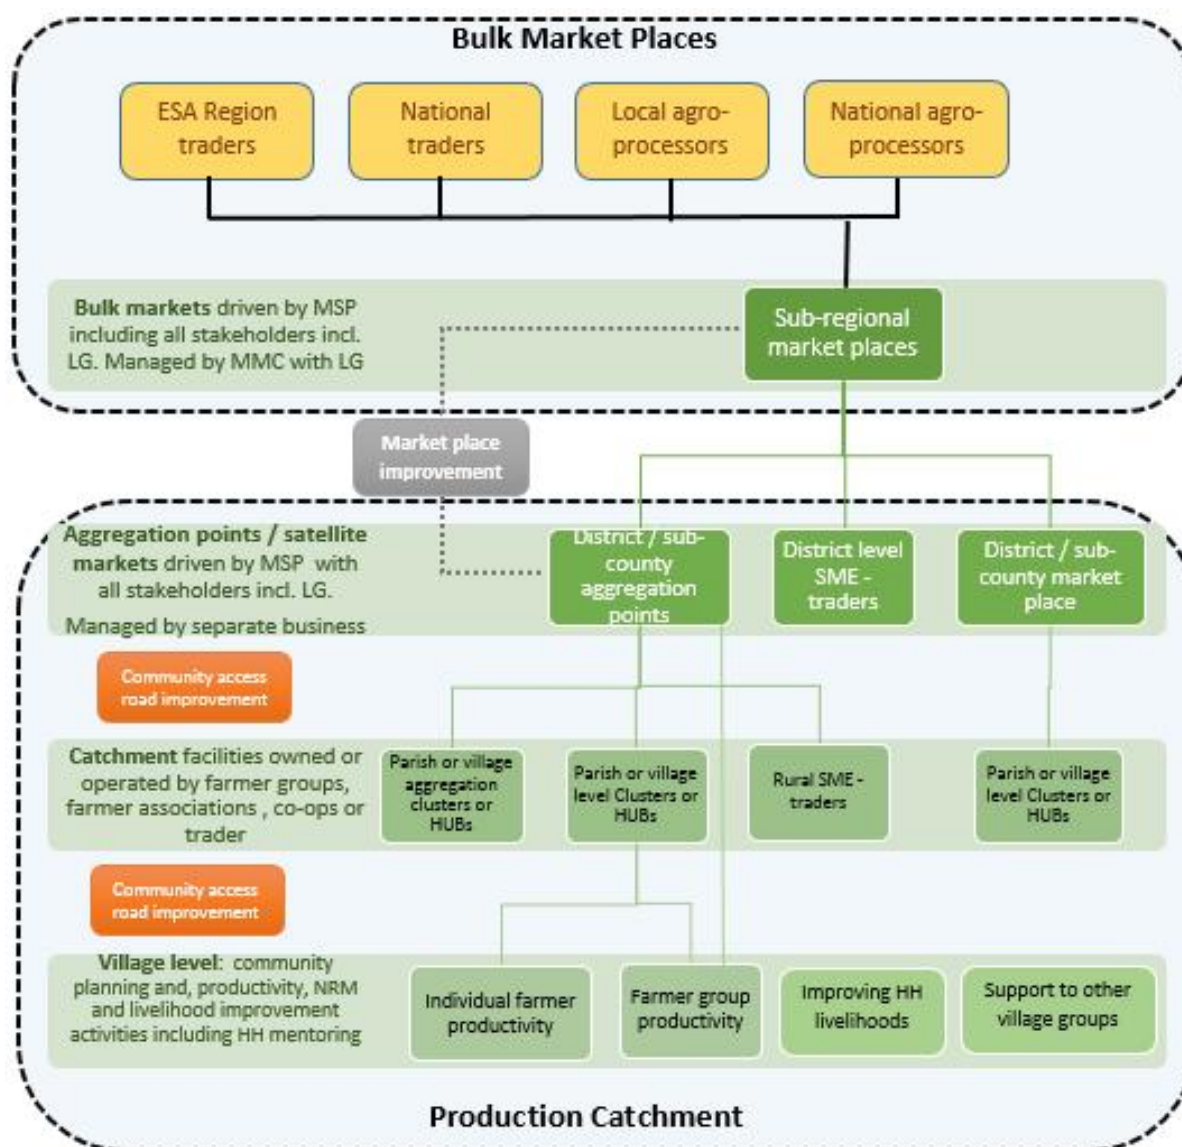 Bulk Market Places
ESA Region
traders
National
traders
Local agro-
processors
National agro-
processors
Bulk markets driven by MSP
including all stakeholders incl.
LG. Managed by MMC with LG
Sub-regional
market places
Market place
improvement
Aggregation points / satellite
markets driven by MSP with
all stakeholders incl. LG.
Managed by separate business
District / sub-
county
aggregation
points
District level
SME -
traders
District / sub-
county market
place
Community access
road improvement
Catchment facilities owned or
operated by farmer groups,
farmer associations , co-ops or
trader
Parish or village
aggregation
clusters or
HUBs
Parish or village
level Clusters or
HUBs
Rural SME -
traders
Parish or village
level Clusters or
HUBs
Community access
road improvement
Village level: community
planning and, productivity, NRM
and livelihood improvement
activities including HH mentoring
Individual farmer
productivity
Farmer group
productivity
Improving HH
livelihoods
Support to other
village groups
Production Catchment